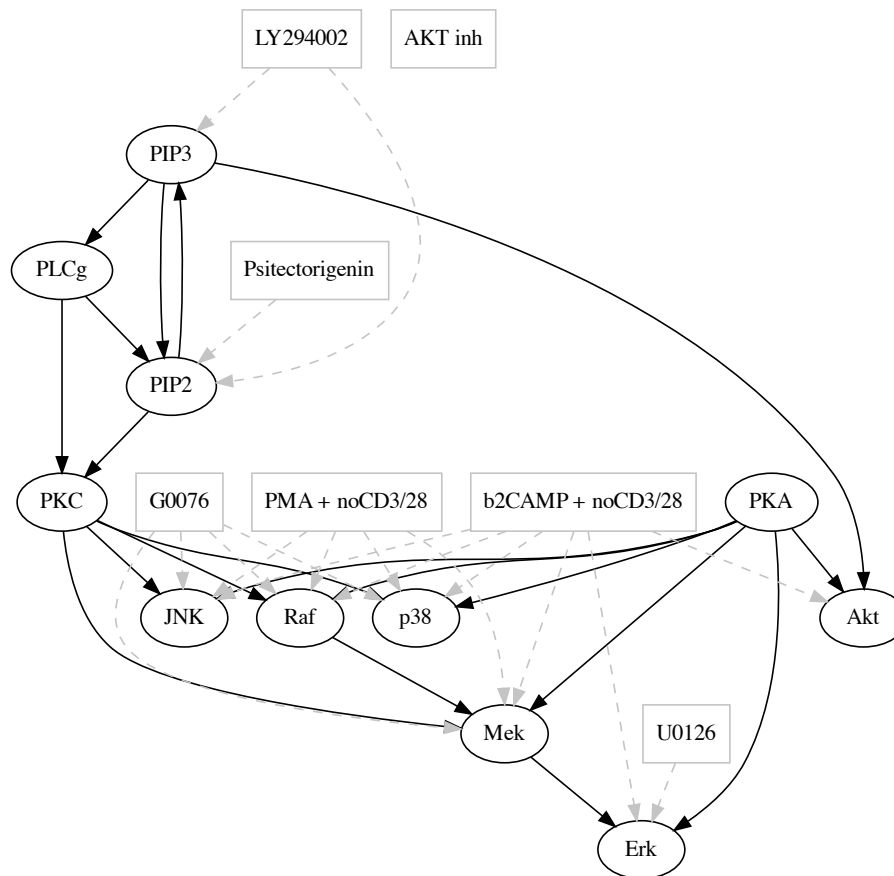 LY294002
AKT inh
PIP3
PLCg
Psitectorigenin
PIP2
PKC
G0076
PMA + noCD3/28
b2CAMP + noCD3/28
PKA
JNK
Raf
p38
Akt
Mek
U0126
Erk